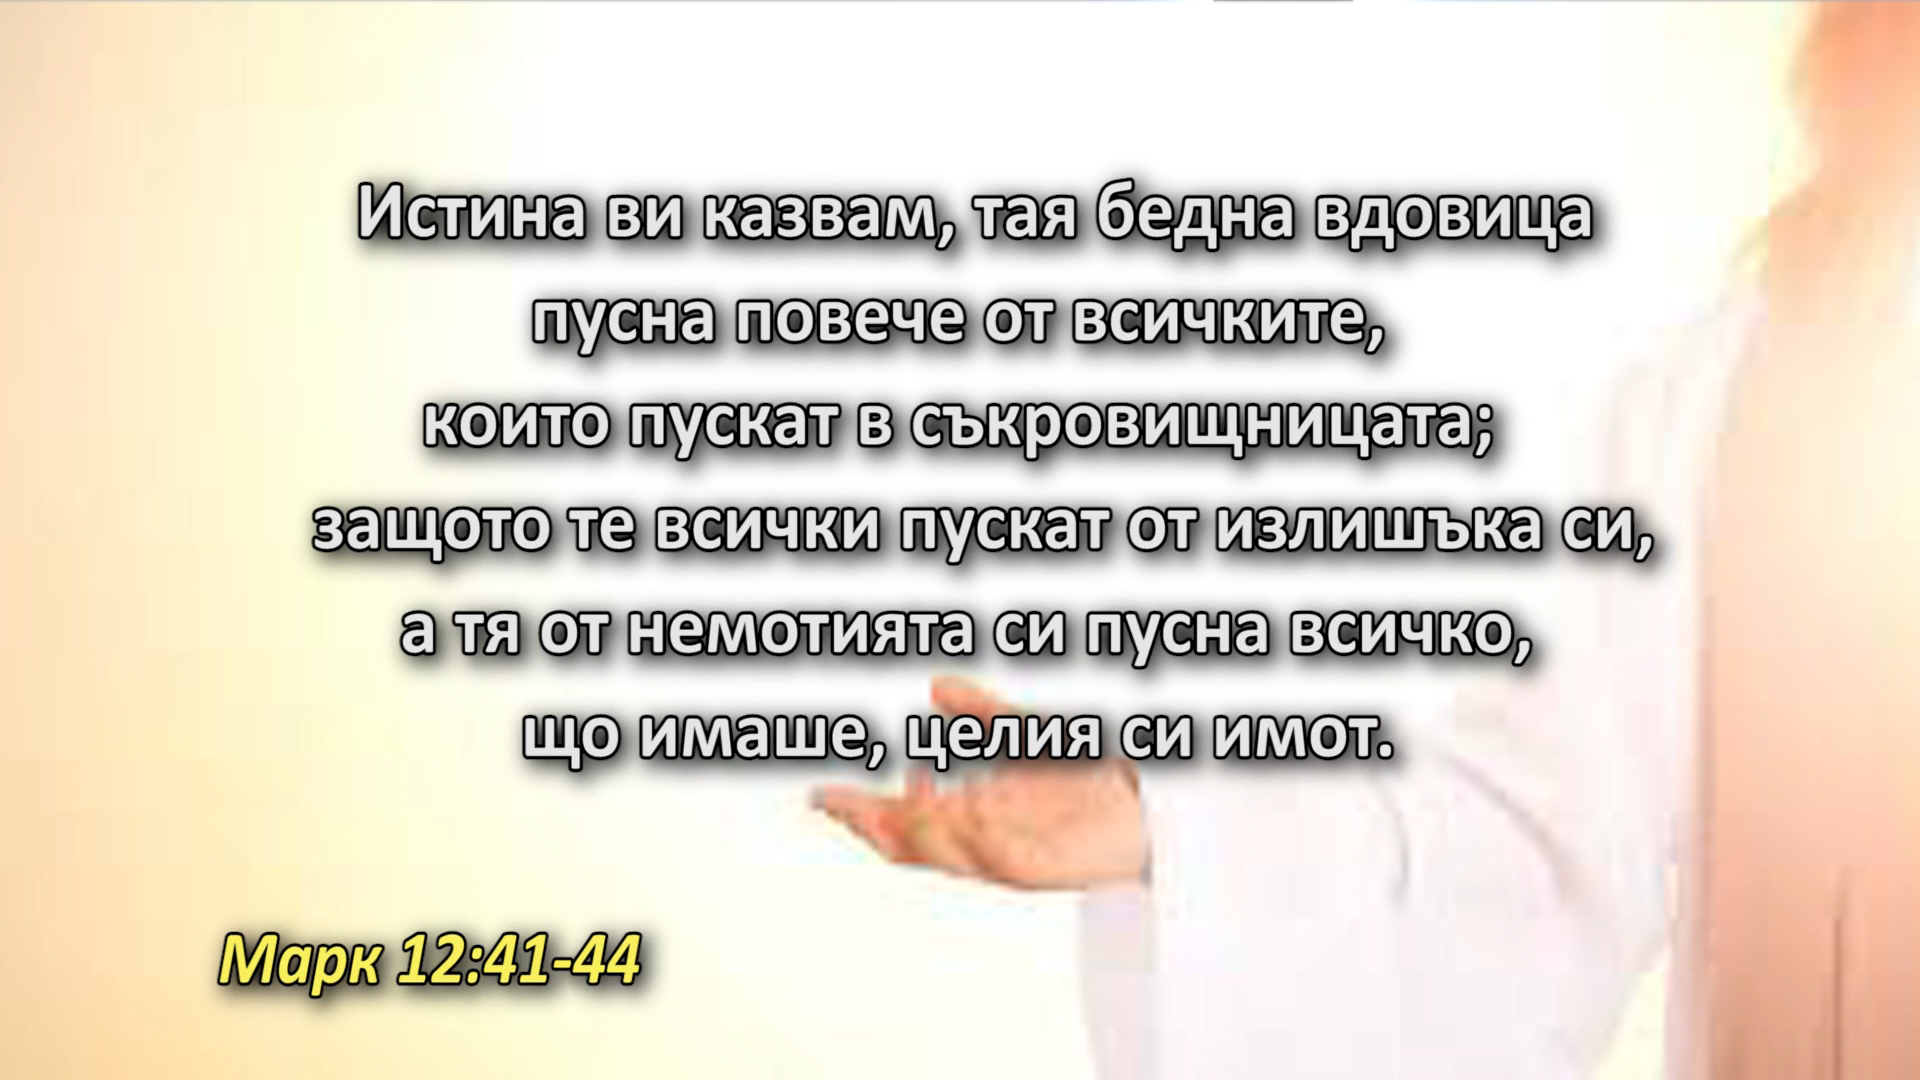 Истина ви казвам, тая бедна вдовица
пусна повече от всичките,
които пускат в съкровищницата;
защото те всички пускат от излишъка си,
а тя от немотията си пусна всичко,
що имаше, целия си имот.
Марк 12:41-44